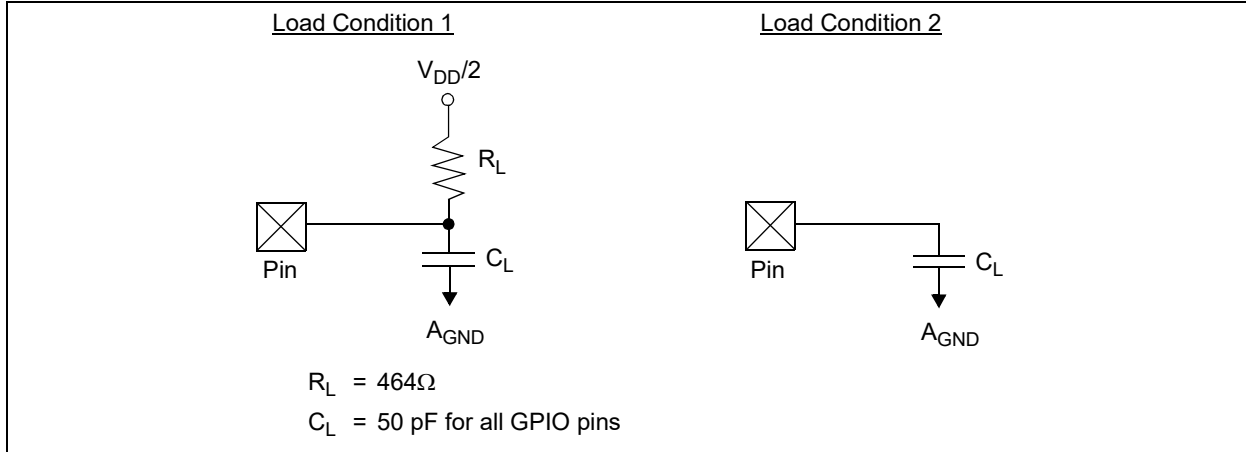 Load Condition 1
Load Condition 2
VDD/2
RL
Pin
CL
AGND
Pin
CL
AGND
RL = 464Ω
CL = 50 pF for all GPIO pins